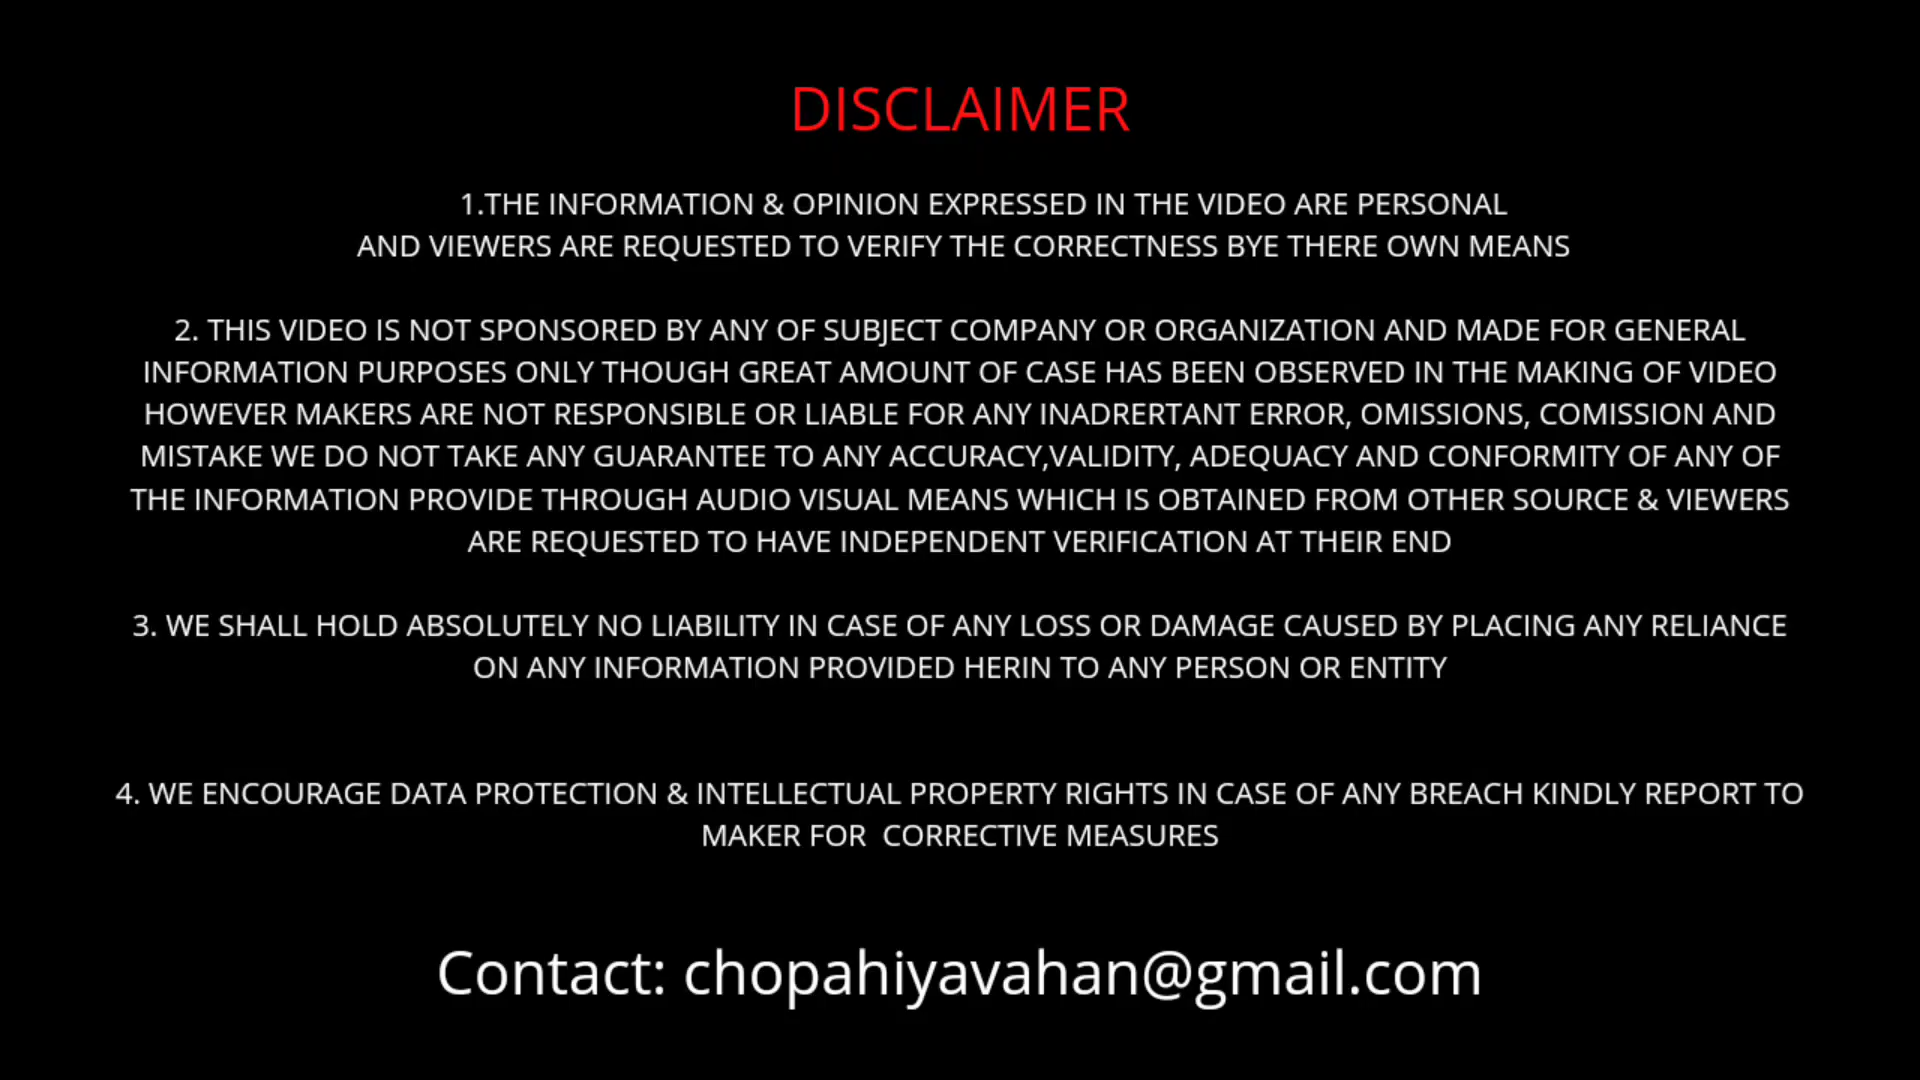 DISCLAIMER
1.THE INFORMATION & OPINION EXPRESSED IN THE VIDEO ARE PERSONAL
AND VIEWERS ARE REQUESTED TO VERIFY THE CORRECTNESS BYE THERE OWN MEANS
2. THIS VIDEO IS NOT SPONSORED BY ANY OF SUBJECT COMPANY OR ORGANIZATION AND MADE FOR GENERAL
INFORMATION PURPOSES ONLY THOUGH GREAT AMOUNT OF CASE HAS BEEN OBSERVED IN THE MAKING OF VIDEO
HOWEVER MAKERS ARE NOT RESPONSIBLE OR LIABLE FOR ANY INADRERTANT ERROR, OMISSIONS, COMISSION AND
MISTAKE WE DO NOT TAKE ANY GUARANTEE TO ANY ACCURACY,VALIDITY, ADEQUACY AND CONFORMITY OF ANY OF
THE INFORMATION PROVIDE THROUGH AUDIO VISUAL MEANS WHICH IS OBTAINED FROM OTHER SOURCE & VIEWERS
ARE REQUESTED TO HAVE INDEPENDENT VERIFICATION AT THEIR END
3. WE SHALL HOLD ABSOLUTELY NO LIABILITY IN CASE OF ANY LOSS OR DAMAGE CAUSED BY PLACING ANY RELIANCE
ON ANY INFORMATION PROVIDED HERIN TO ANY PERSON OR ENTITY
4. WE ENCOURAGE DATA PROTECTION & INTELLECTUAL PROPERTY RIGHTS IN CASE OF ANY BREACH KINDLY REPORT TO
MAKER FOR  CORRECTIVE MEASURES
Contact: chopahiyavahan@gmail.com